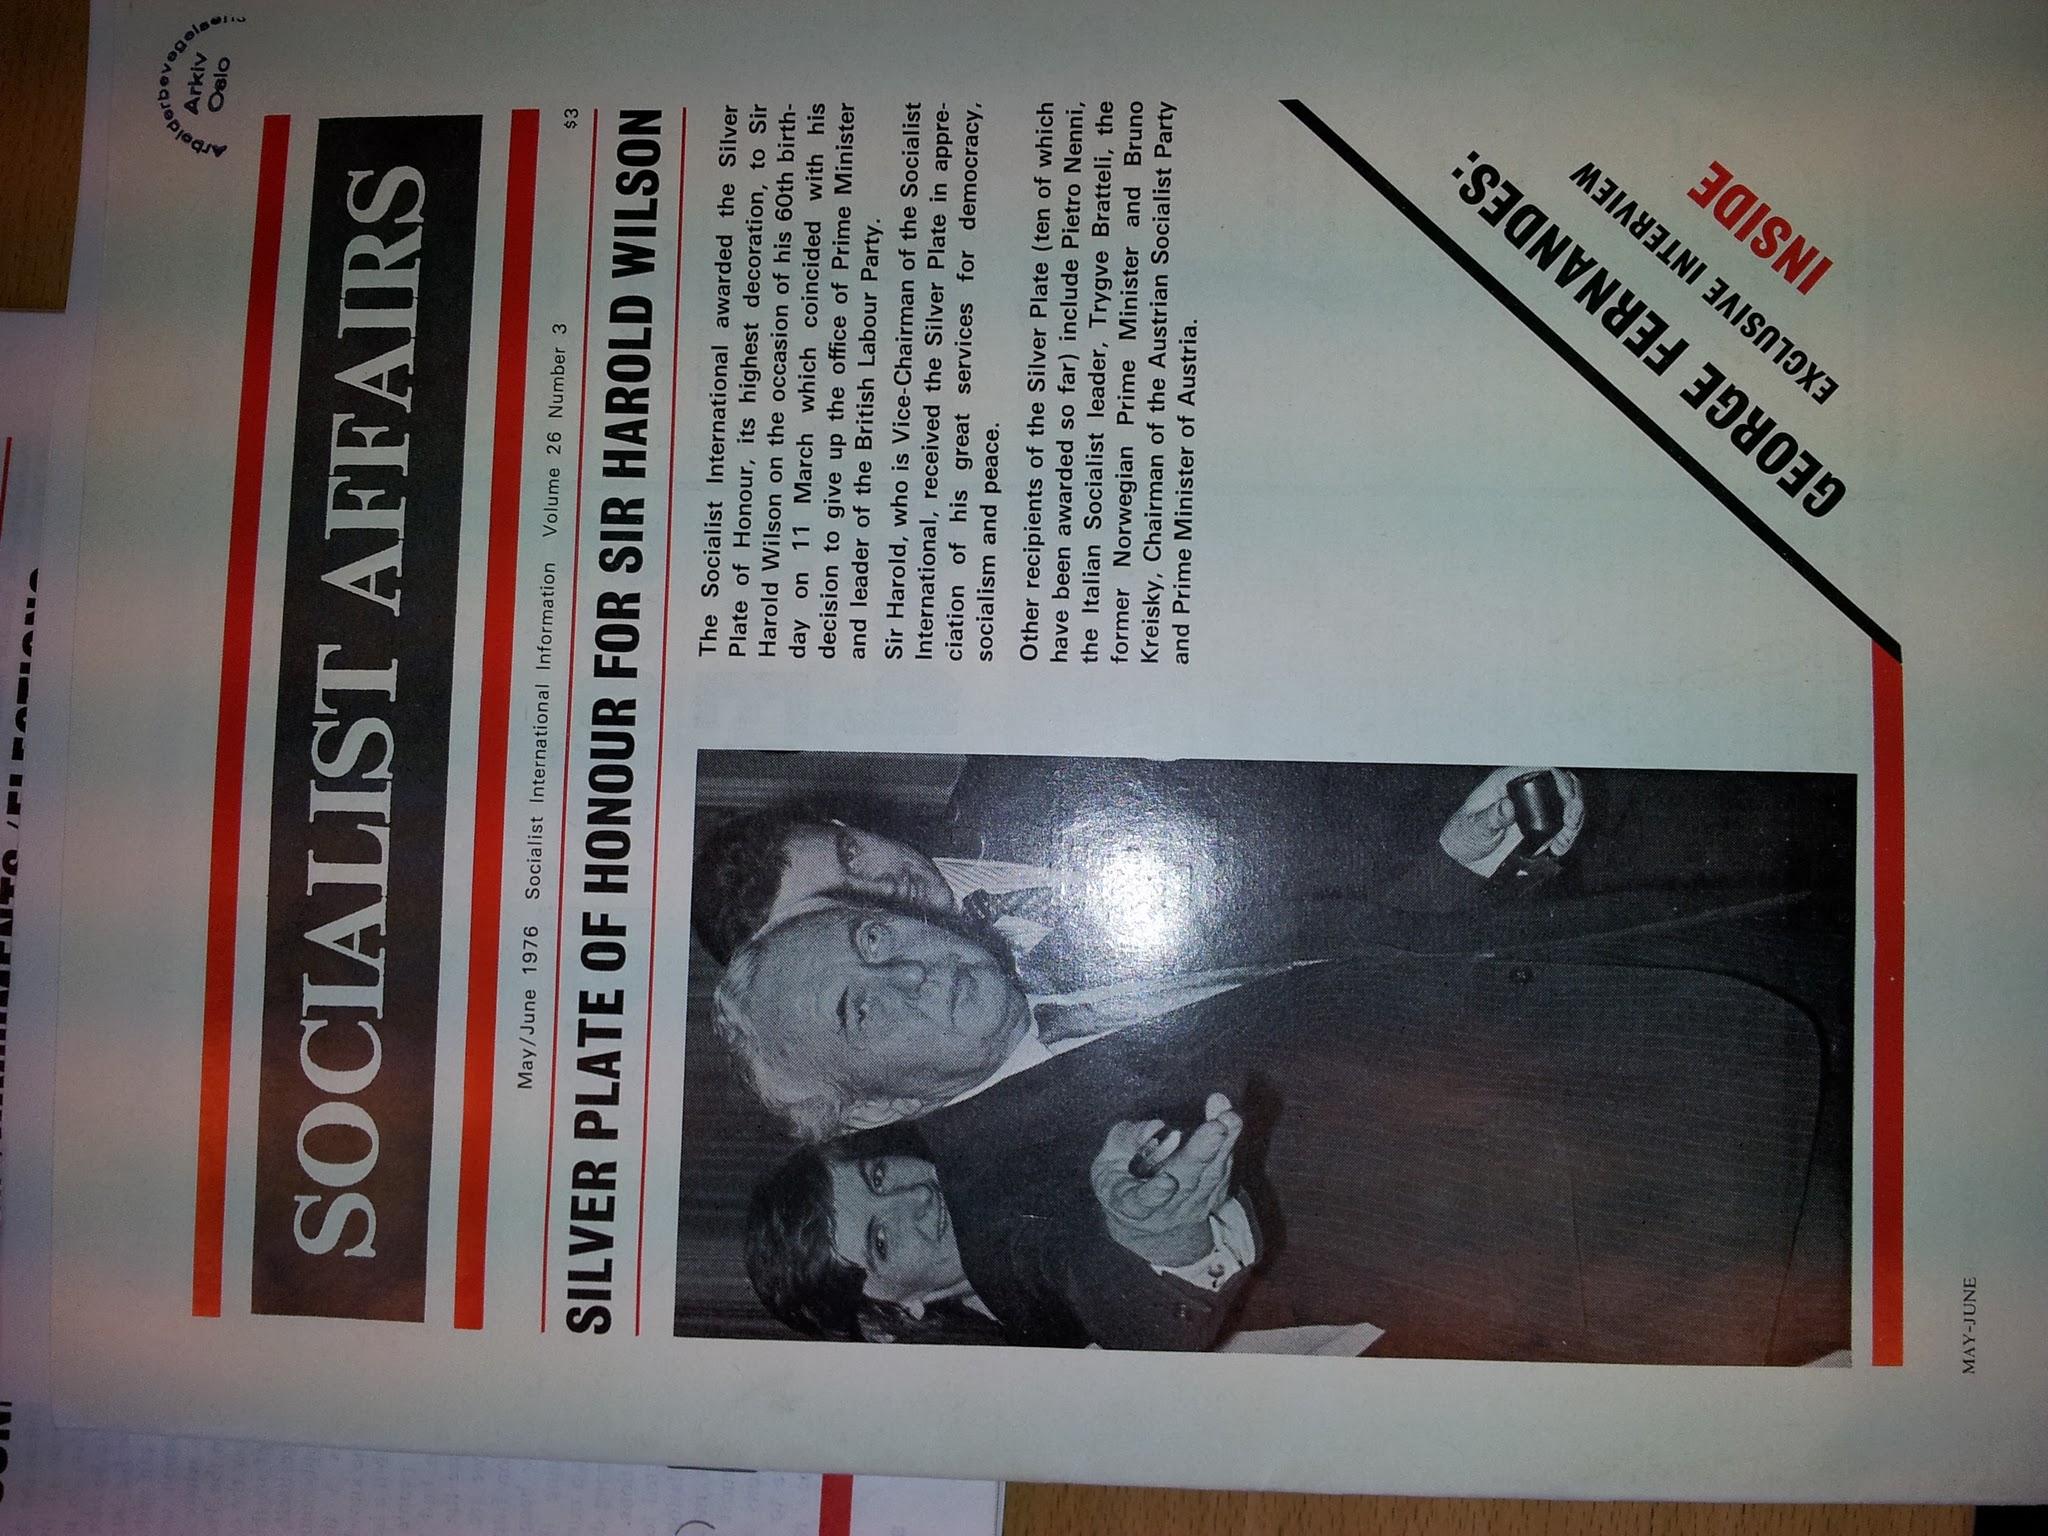 Arbeiderbevegelsens
Arkiv
Oslo
SOCIALIST AFFAIRS
May/June 1976 Socialist International Information Volume 26 Number 3 $3
SILVER PLATE OF HONOUR FOR SIR HAROLD WILSON
The Socialist International awarded the Silver
Plate of Honour, its highest decoration, to Sir
Harold Wilson on the occasion of his 60th birth-
day on 11 March which coincided with his
decision to give up the office of Prime Minister
and leader of the British Labour Party.
Sir Harold, who is Vice-Chairman of the Socialist
International, received the Silver Plate in appre-
ciation of his great services for democracy,
socialism and peace.
Other recipients of the Silver Plate (ten of which
have been awarded so far) include Pietro Nenni,
the Italian Socialist leader, Trygve Bratteli, the
former Norwegian Prime Minister and Bruno
Kreisky, Chairman of the Austrian Socialist Party
and Prime Minister of Austria.
GEORGE FERNANDES:
EXCLUSIVE INTERVIEW
INSIDE
MAY-JUNE